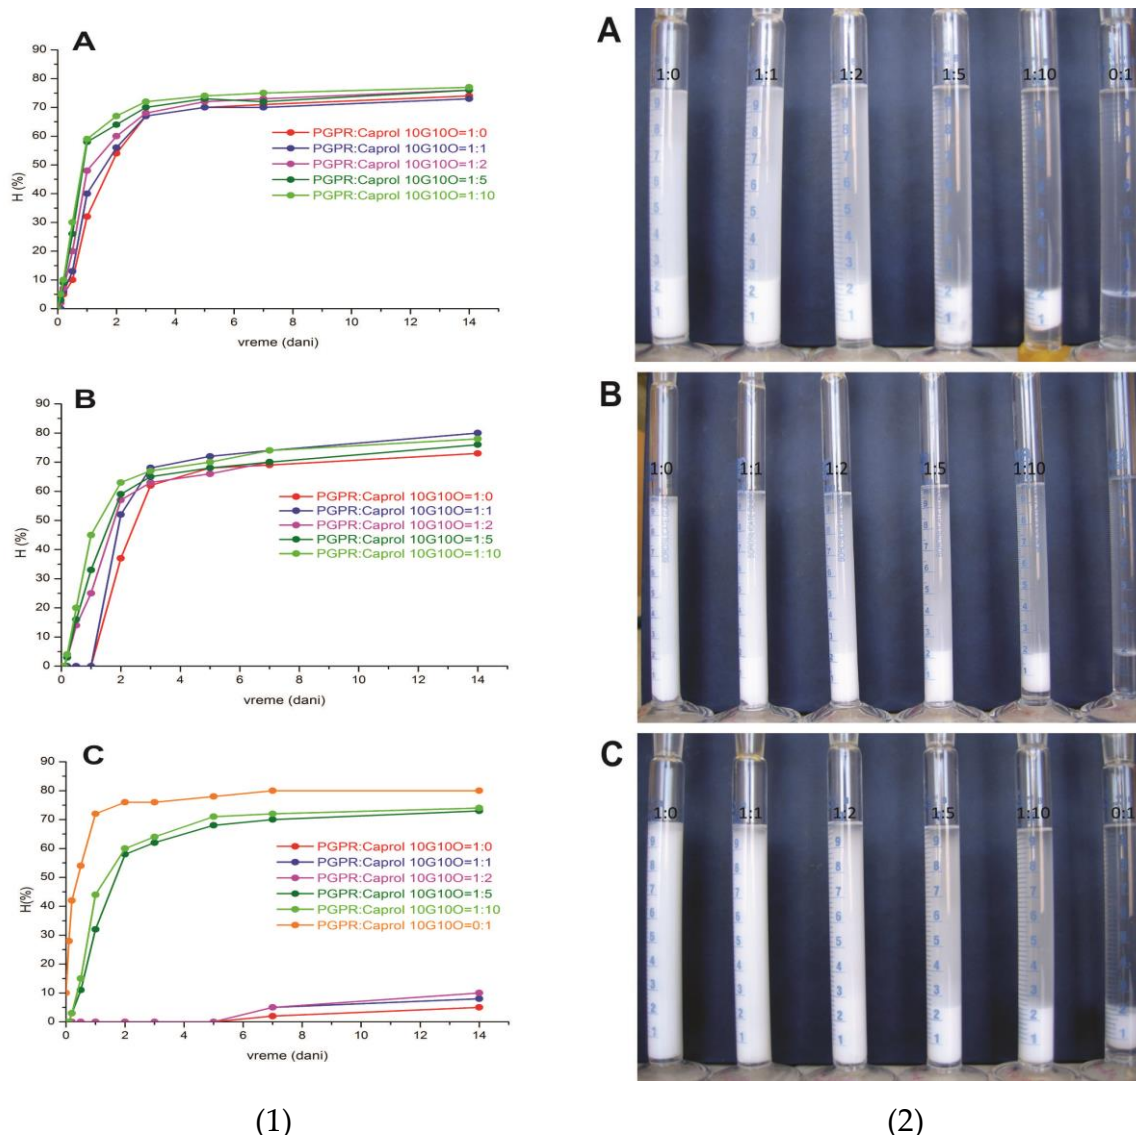 A
90
80
70
60
50
40
30
20
10
0
H (%)
0 2 4 6 8 10 12 14
vreme (dani)
PGPR:Caprol 10G10O=1:0
PGPR:Caprol 10G10O=1:1
PGPR:Caprol 10G10O=1:2
PGPR:Caprol 10G10O=1:5
PGPR:Caprol 10G10O=1:10
B
90
80
70
60
50
40
30
20
10
0
H (%)
0 2 4 6 8 10 12 14
vreme (dani)
PGPR:Caprol 10G10O=1:0
PGPR:Caprol 10G10O=1:1
PGPR:Caprol 10G10O=1:2
PGPR:Caprol 10G10O=1:5
PGPR:Caprol 10G10O=1:10
C
90
80
70
60
50
40
30
20
10
0
H(%)
0 2 4 6 8 10 12 14
vreme (dani)
PGPR:Caprol 10G10O=1:0
PGPR:Caprol 10G10O=1:1
PGPR:Caprol 10G10O=1:2
PGPR:Caprol 10G10O=1:5
PGPR:Caprol 10G10O=1:10
PGPR:Caprol 10G10O=0:1
(1)
A
1:0 1:1 1:2 1:5 1:10 0:1
B
1:0 1:1 1:2 1:5 1:10
C
1:0 1:1 1:2 1:5 1:10 0:1
(2)